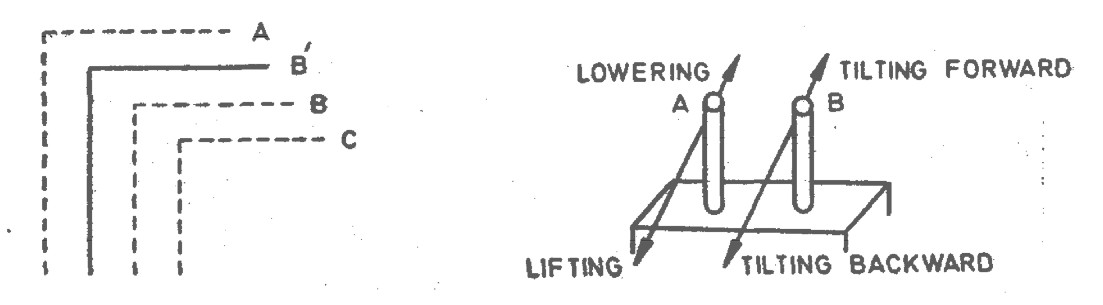 A
B′
B
C
LOWERING
TILTING FORWARD
A
B
LIFTING
TILTING BACKWARD